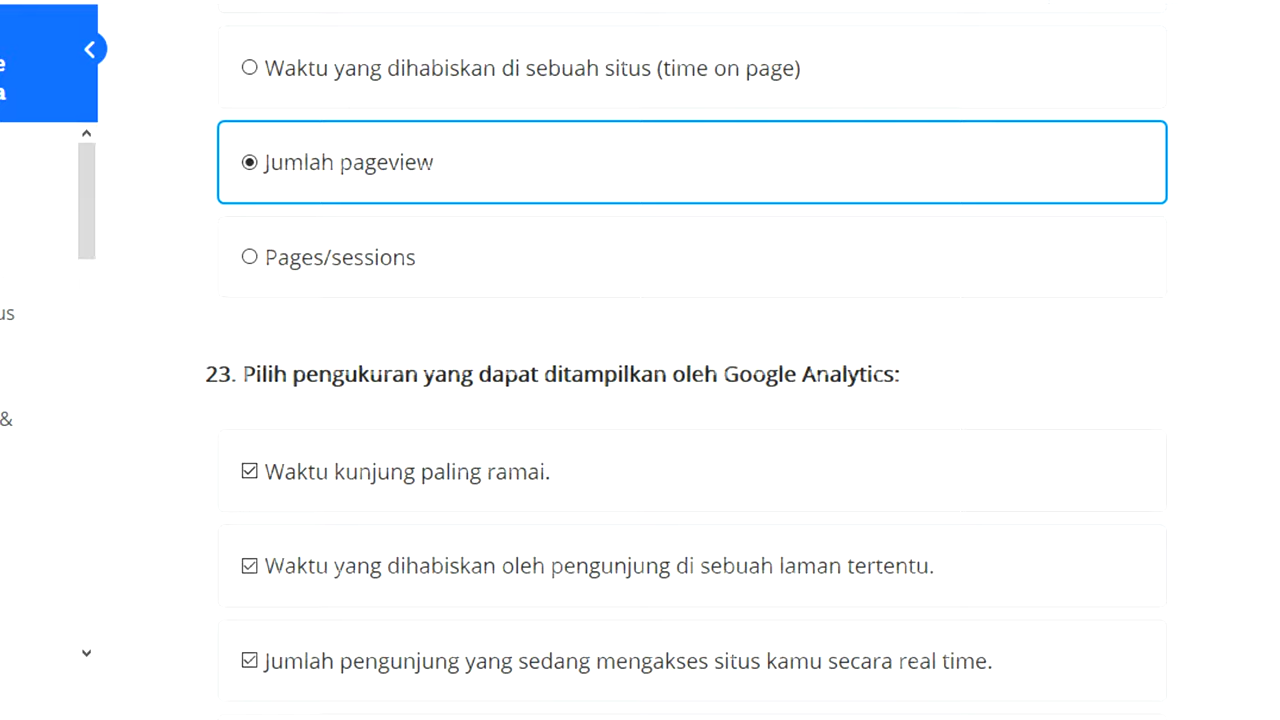 e
a
Waktu yang dihabiskan di sebuah situs (time on page)
Jumlah pageview
Pages/sessions
us
23. Pilih pengukuran yang dapat ditampilkan oleh Google Analytics:
&
Waktu kunjung paling ramai.
Waktu yang dihabiskan oleh pengunjung di sebuah laman tertentu.
Jumlah pengunjung yang sedang mengakses situs kamu secara real time.